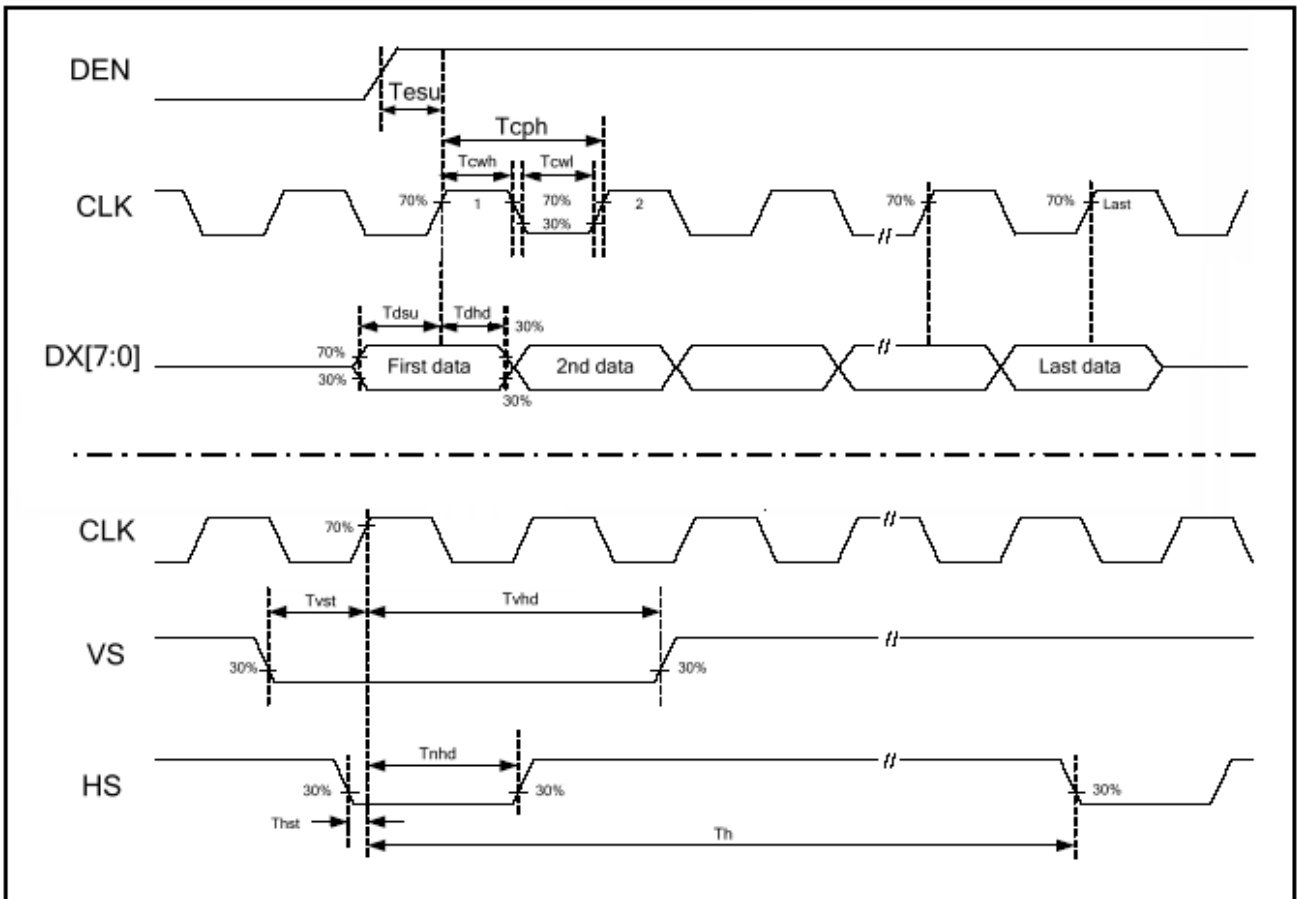 DEN
Tesu
Tcph
Tcwh Tcwl
CLK 70% 1 70% 2 70% 70% Last
30%
Tdsu Tdhd 30%
DX[7:0] 70% First data 2nd data Last data
30%
30%
CLK 70%
Tvst Tvhd
VS 30% 30%
Tnhd
HS 30% 30% 30%
Thst
Th